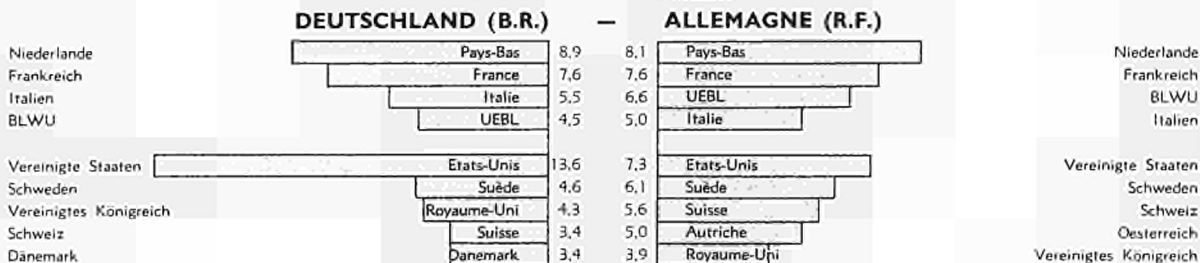 DEUTSCHLAND (B.R.) — ALLEMAGNE (R.F.)
Niederlande Pays-Bas 8,9 8,1 Pays-Bas Niederlande
Frankreich France 7,6 7,6 France Frankreich
Italien Italie 5,5 6,6 UEBL BLWU
BLWU UEBL 4,5 5,0 Italie Italien
Vereinigte Staaten Etats-Unis 13,6 7,3 Etats-Unis Vereinigte Staaten
Schweden Suède 4,6 6,1 Suède Schweden
Vereinigtes Königreich Royaume-Uni 4,3 5,6 Suisse Schweiz
Schweiz Suisse 3,4 5,0 Autriche Oesterreich
Dänemark Danemark 3,4 3,9 Royaume-Uni Vereinigtes Königreich